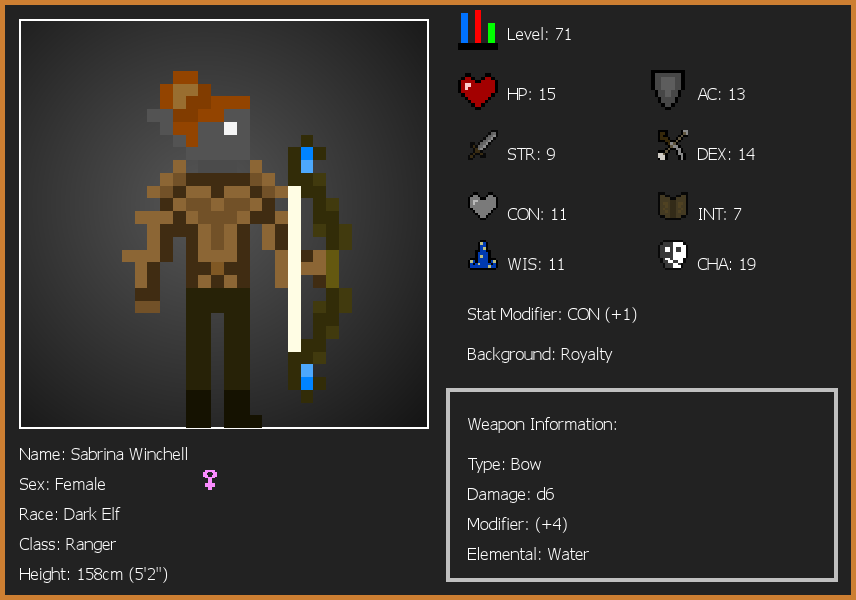 Level: 71
HP: 15
AC: 13
STR: 9
DEX: 14
CON: 11
INT: 7
WIS: 11
CHA: 19
Stat Modifier: CON (+1)
Background: Royalty
Weapon Information:
Type: Bow
Damage: d6
Modifier: (+4)
Elemental: Water
Name: Sabrina Winchell
Sex: Female
Race: Dark Elf
Class: Ranger
Height: 158cm (5'2")